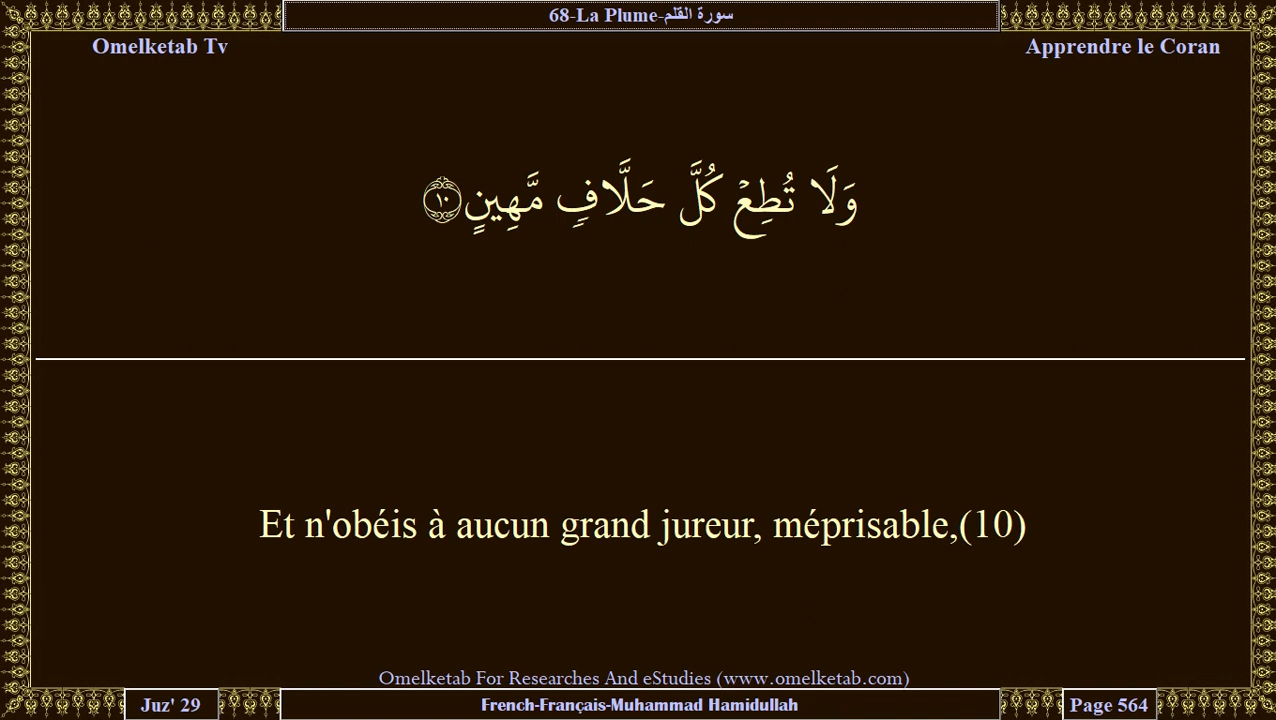 68-La Plume-سورة القلم
Omelketab Tv
Apprendre le Coran
وَلَا تُطِعۡ كُلَّ حَلَّافٖ مَّهِينٍ ١٠
Et n'obéis à aucun grand jureur, méprisable,(10)
Omelketab For Researches And eStudies (www.omelketab.com)
Juz' 29
French-Français-Muhammad Hamidullah
Page 564